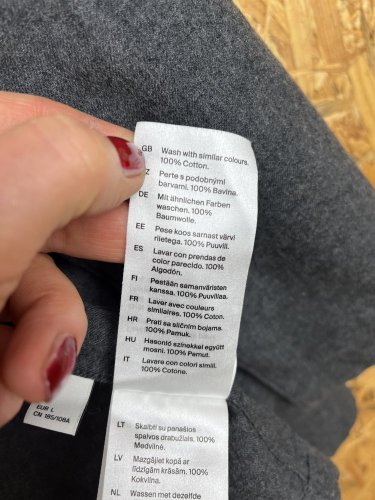 GB Wash with similar colours.
100% Cotton.
Z Perte s podobnými
barvami. 100% Bavlna.
DE Mit ähnlichen Farben
waschen. 100%
Baumwolle.
EE Pese koos sarnast värvi
riietega. 100% Puuvill.
ES Lavar con prendas de
color parecido. 100%
Algodón.
FI Pestään samanväristen
kanssa. 100% Puuvillaa.
FR Laver avec couleurs
similaires. 100% Coton.
HR Prati sa sličnim bojama.
100% Pamuk.
HU Hasonló színekkel együtt
mosni. 100% Pamut.
IT Lavare con colori simili.
100% Cotone.
LT Skalbti su panašios
spalvos drabužiais. 100%
Medvilnė.
LV Mazgājiet kopā ar
līdzīgām krāsām. 100%
Kokvilna.
NL Wassen met dezelfde
EUR L
CN 185/108A